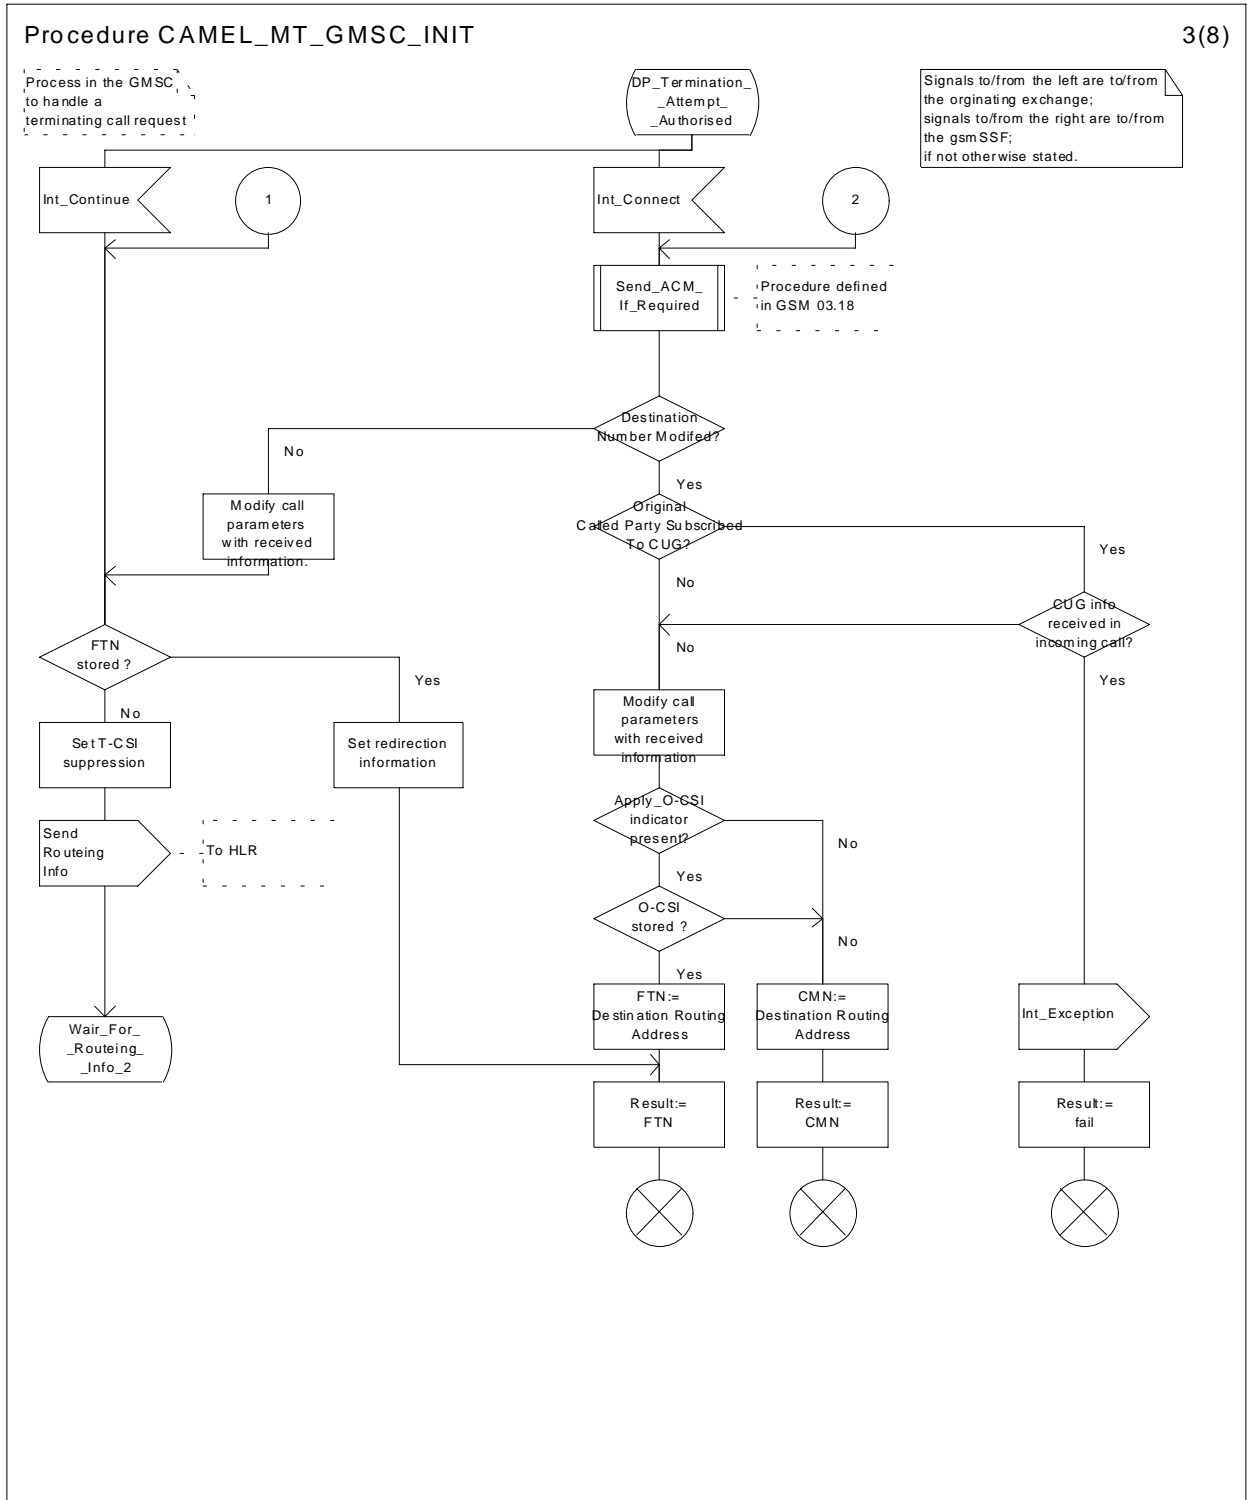 Procedure CAMEL_MT_GMSC_INIT
3(8)
Process in the GMSC
to handle a
terminating call request
DP_Termination_
_Attempt_
_Authorised
Signals to/from the left are to/from
the orginating exchange;
signals to/from the right are to/from
the gsmSSF;
if not otherwise stated.
Int_Continue
1
Int_Connect
2
Send_ACM_
If_Required
Procedure defined
in GSM 03.18
Destination
Number Modifed?
No
Yes
Modify call
parameters
with received
information.
Original
Called Party Subscribed
To CUG?
Yes
No
CUG info
received in
incoming call?
No
Yes
FTN
stored ?
Yes
No
Modify call
parameters
with received
information
Set T-CSI
suppression
Set redirection
information
Apply_O-CSI
indicator
present?
No
Yes
Send
Routeing
Info
To HLR
O-CSI
stored ?
No
Yes
FTN:=
Destination Routing
Address
CMN:=
Destination Routing
Address
Int_Exception
Wair_For_
_Routeing_
_Info_2
Result:=
FTN
Result:=
CMN
Result:=
fail